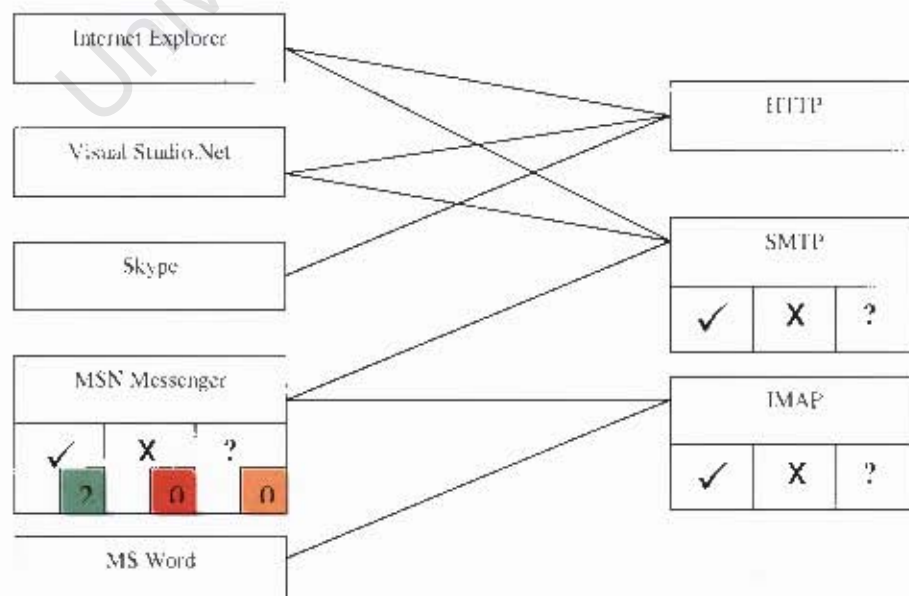 Internet Explorer
HTTP
Visual Studio.Net
SMTP
✓ X ?
Skype
MSN Messenger
✓ X ?
2 0 0
IMAP
✓ X ?
MS Word